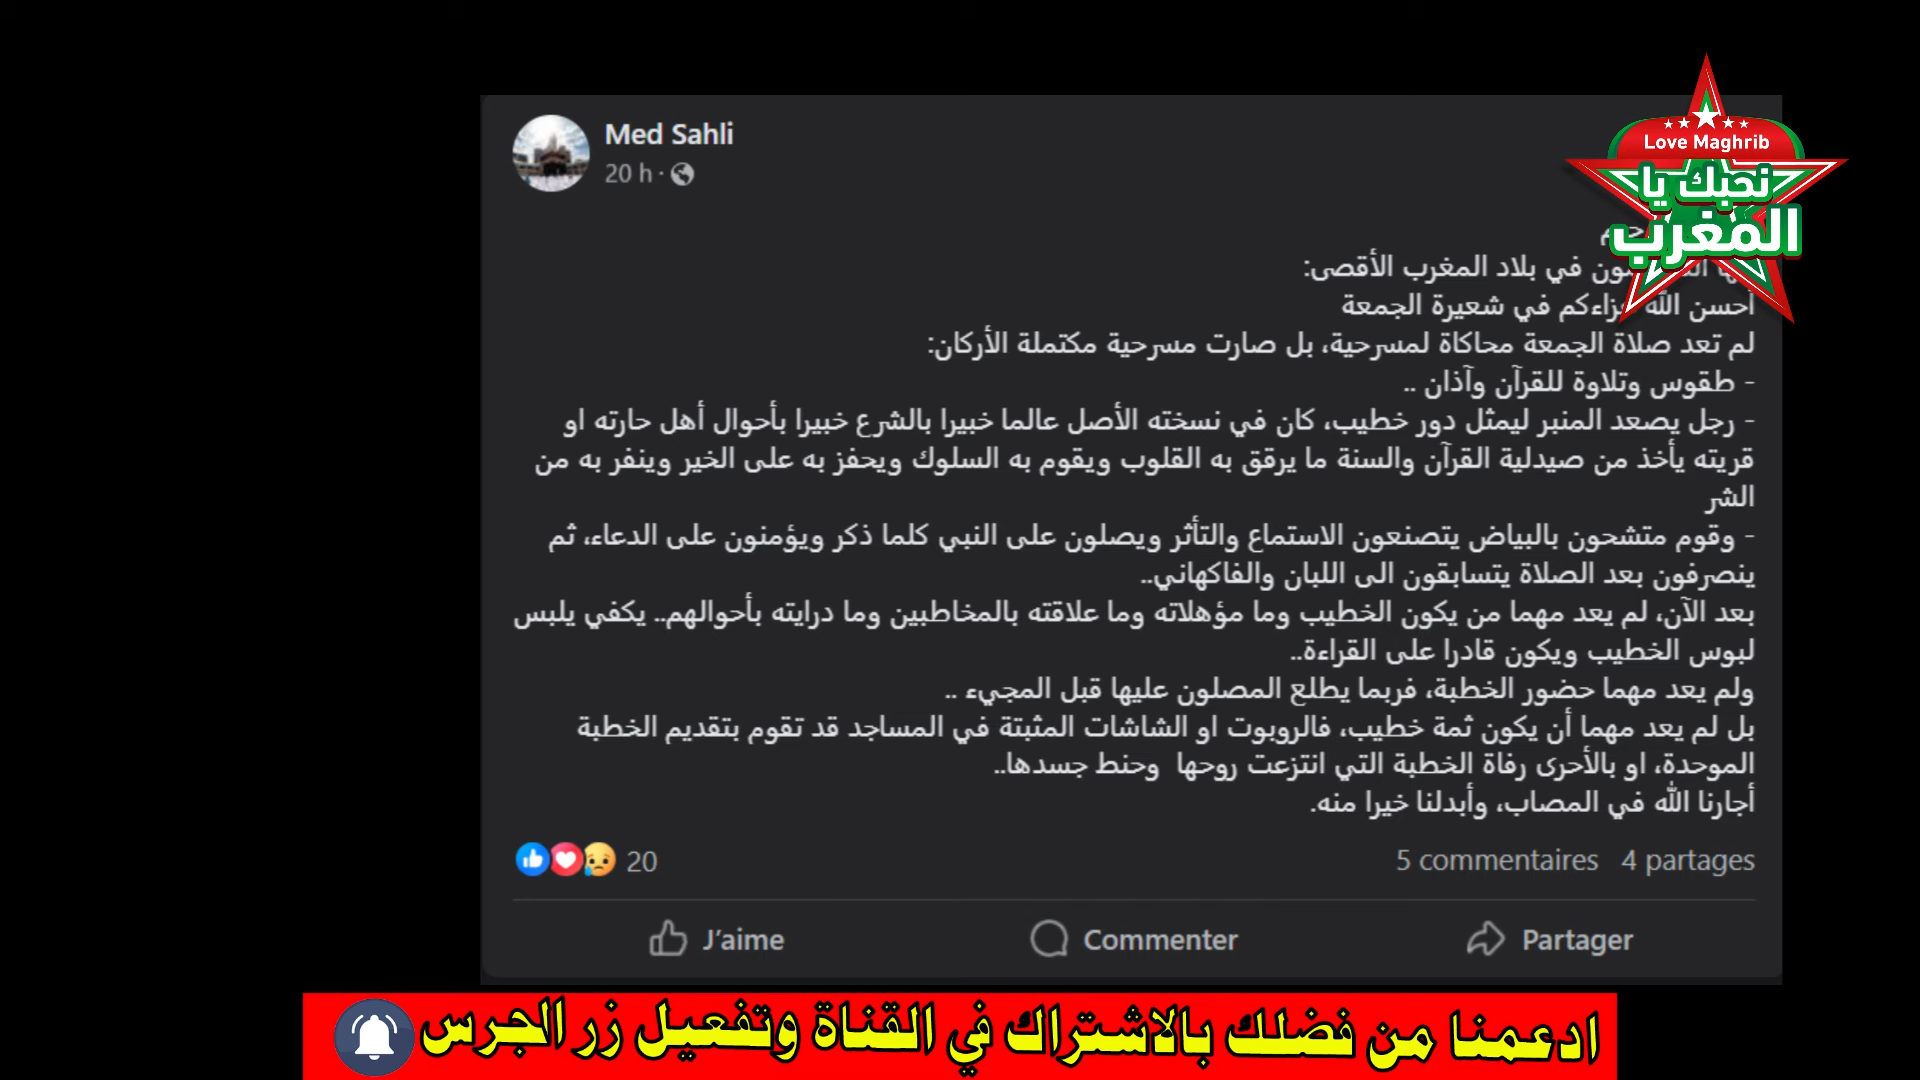 Med Sahli
20 h ·
Love Maghrib
نحبك يا
المغرب
في بلاد المغرب الأقصى:
أحسن الله عزاءكم في شعيرة الجمعة
لم تعد صلاة الجمعة محاكاة لمسرحية، بل صارت مسرحية مكتملة الأركان:
- طقوس وتلاوة للقرآن وآذان ..
- رجل يصعد المنبر ليمثل دور خطيب، كان في نسخته الأصل عالما خبيرا بالشرع خبيرا بأحوال أهل حارته او
قريته يأخذ من صيدلية القرآن والسنة ما يرقق به القلوب ويقوم به السلوك ويحفز به على الخير وينفر به من
الشر
- وقوم متشحون بالبياض يتصنعون الاستماع والتأثر ويصلون على النبي كلما ذكر ويؤمنون على الدعاء، ثم
ينصرفون بعد الصلاة يتسابقون الى اللبان والفاكهاني..
بعد الآن، لم يعد مهما من يكون الخطيب وما مؤهلاته وما علاقته بالمخاطبين وما درايته بأحوالهم.. يكفي يلبس
لبوس الخطيب ويكون قادرا على القراءة..
ولم يعد مهما حضور الخطبة، فربما يطلع المصلون عليها قبل المجيء ..
بل لم يعد مهما أن يكون ثمة خطيب، فالروبوت او الشاشات المثبتة في المساجد قد تقوم بتقديم الخطبة
الموحدة، او بالأحرى رفاة الخطبة التي انتزعت روحها وحنط جسدها..
أجارنا الله في المصاب، وأبدلنا خيرا منه.
20
5 commentaires 4 partages
J'aime
Commenter
Partager
ادعمنا من فضلك بالاشتراك في القناة وتفعيل زر الجرس